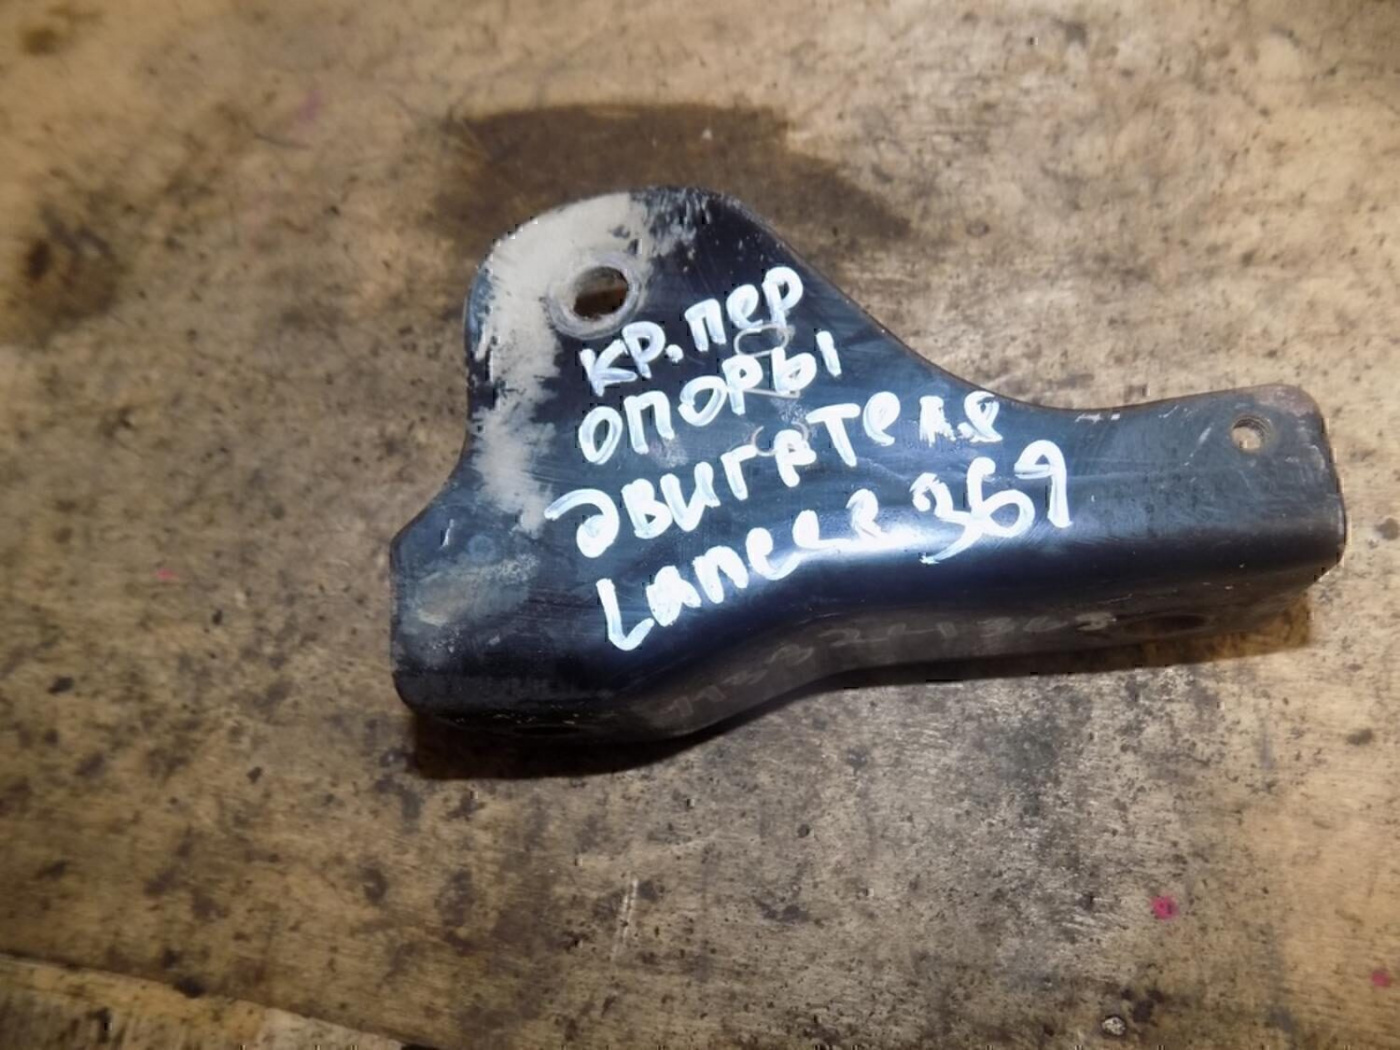 кр. пер
опоры
двигателя
Lancer 369